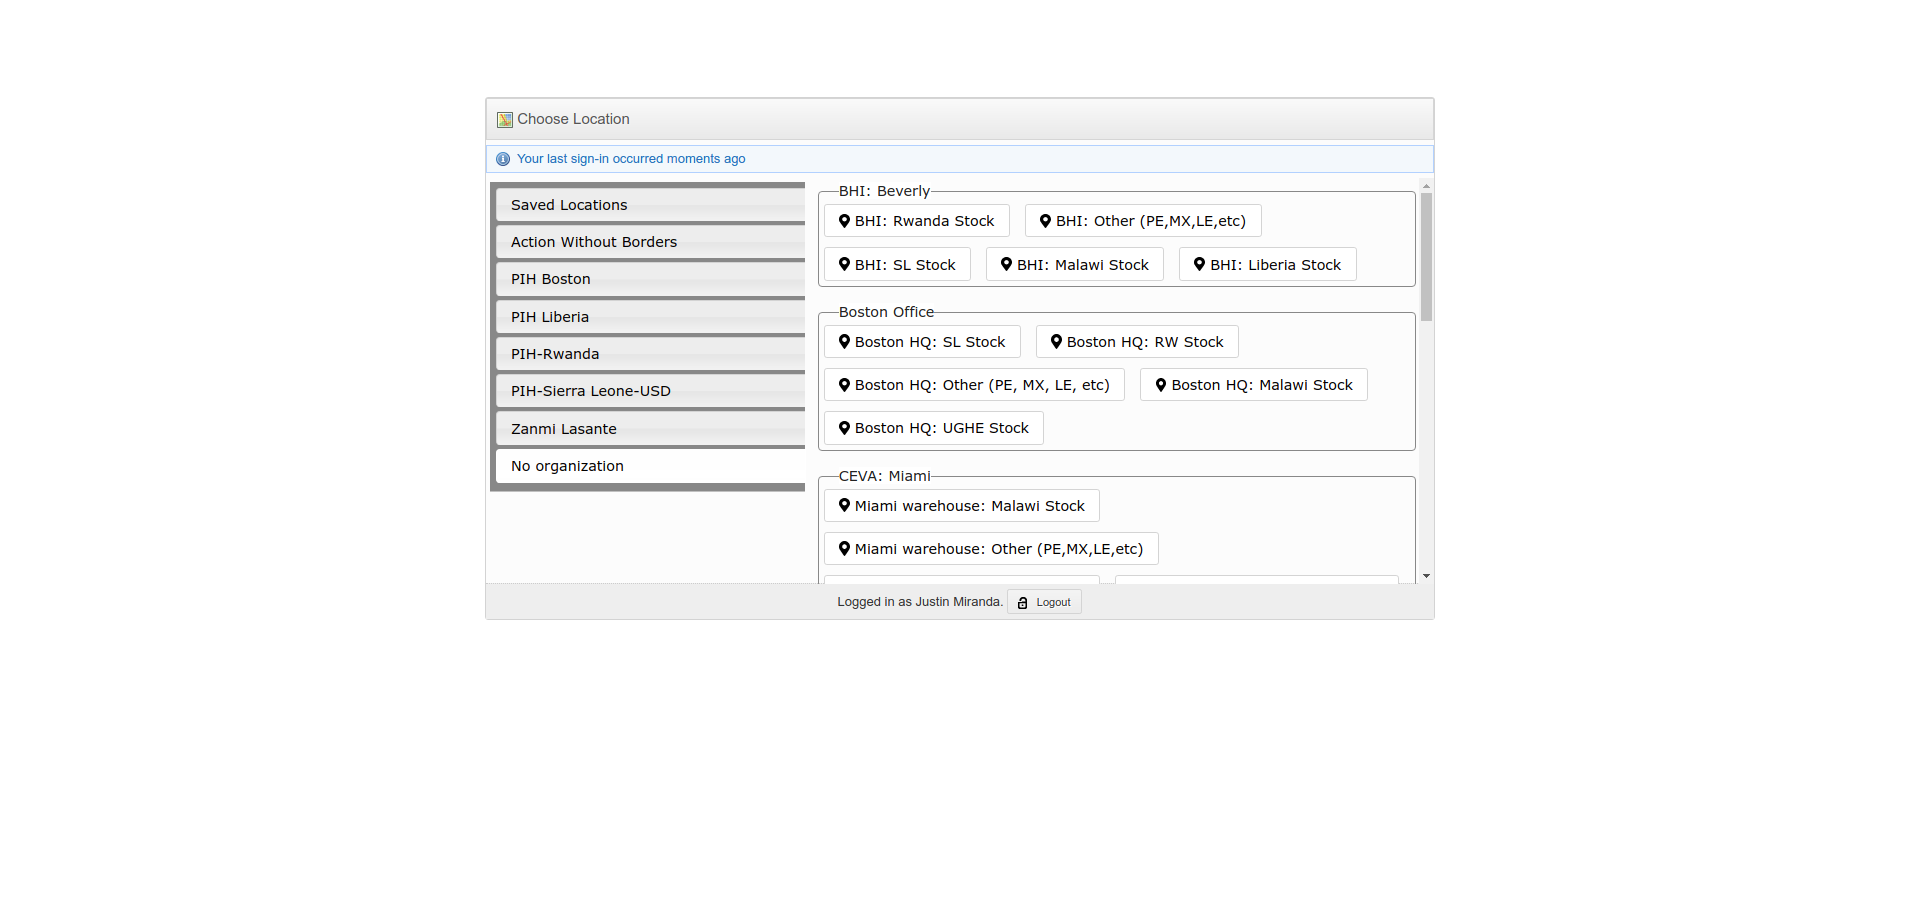 Choose Location
Your last sign-in occurred moments ago
Saved Locations
Action Without Borders
PIH Boston
PIH Liberia
PIH-Rwanda
PIH-Sierra Leone-USD
Zanmi Lasante
No organization
BHI: Beverly
BHI: Rwanda Stock BHI: Other (PE,MX,LE,etc)
BHI: SL Stock BHI: Malawi Stock BHI: Liberia Stock
Boston Office
Boston HQ: SL Stock Boston HQ: RW Stock
Boston HQ: Other (PE, MX, LE, etc) Boston HQ: Malawi Stock
Boston HQ: UGHE Stock
CEVA: Miami
Miami warehouse: Malawi Stock
Miami warehouse: Other (PE,MX,LE,etc)
Logged in as Justin Miranda. Logout